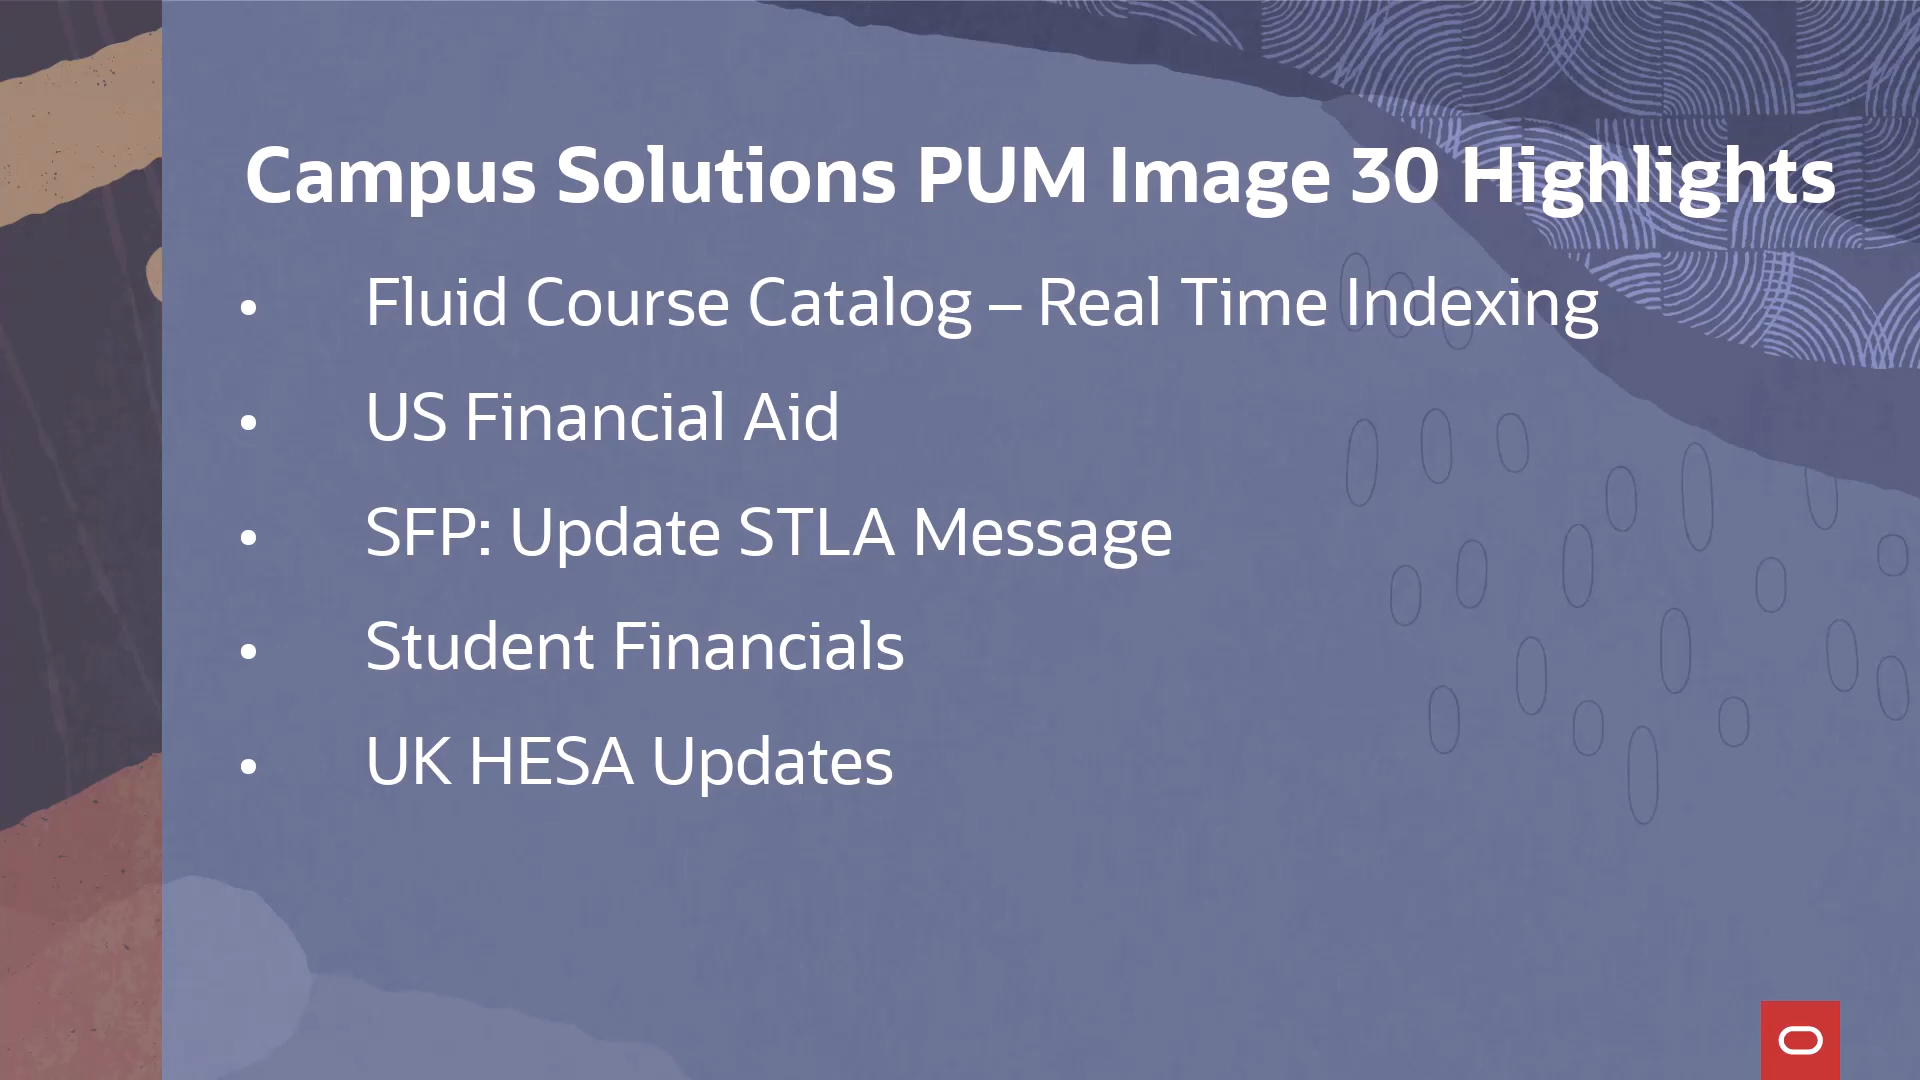 Campus Solutions PUM Image 30 Highlights
• Fluid Course Catalog – Real Time Indexing
• US Financial Aid
• SFP: Update STLA Message
• Student Financials
• UK HESA Updates